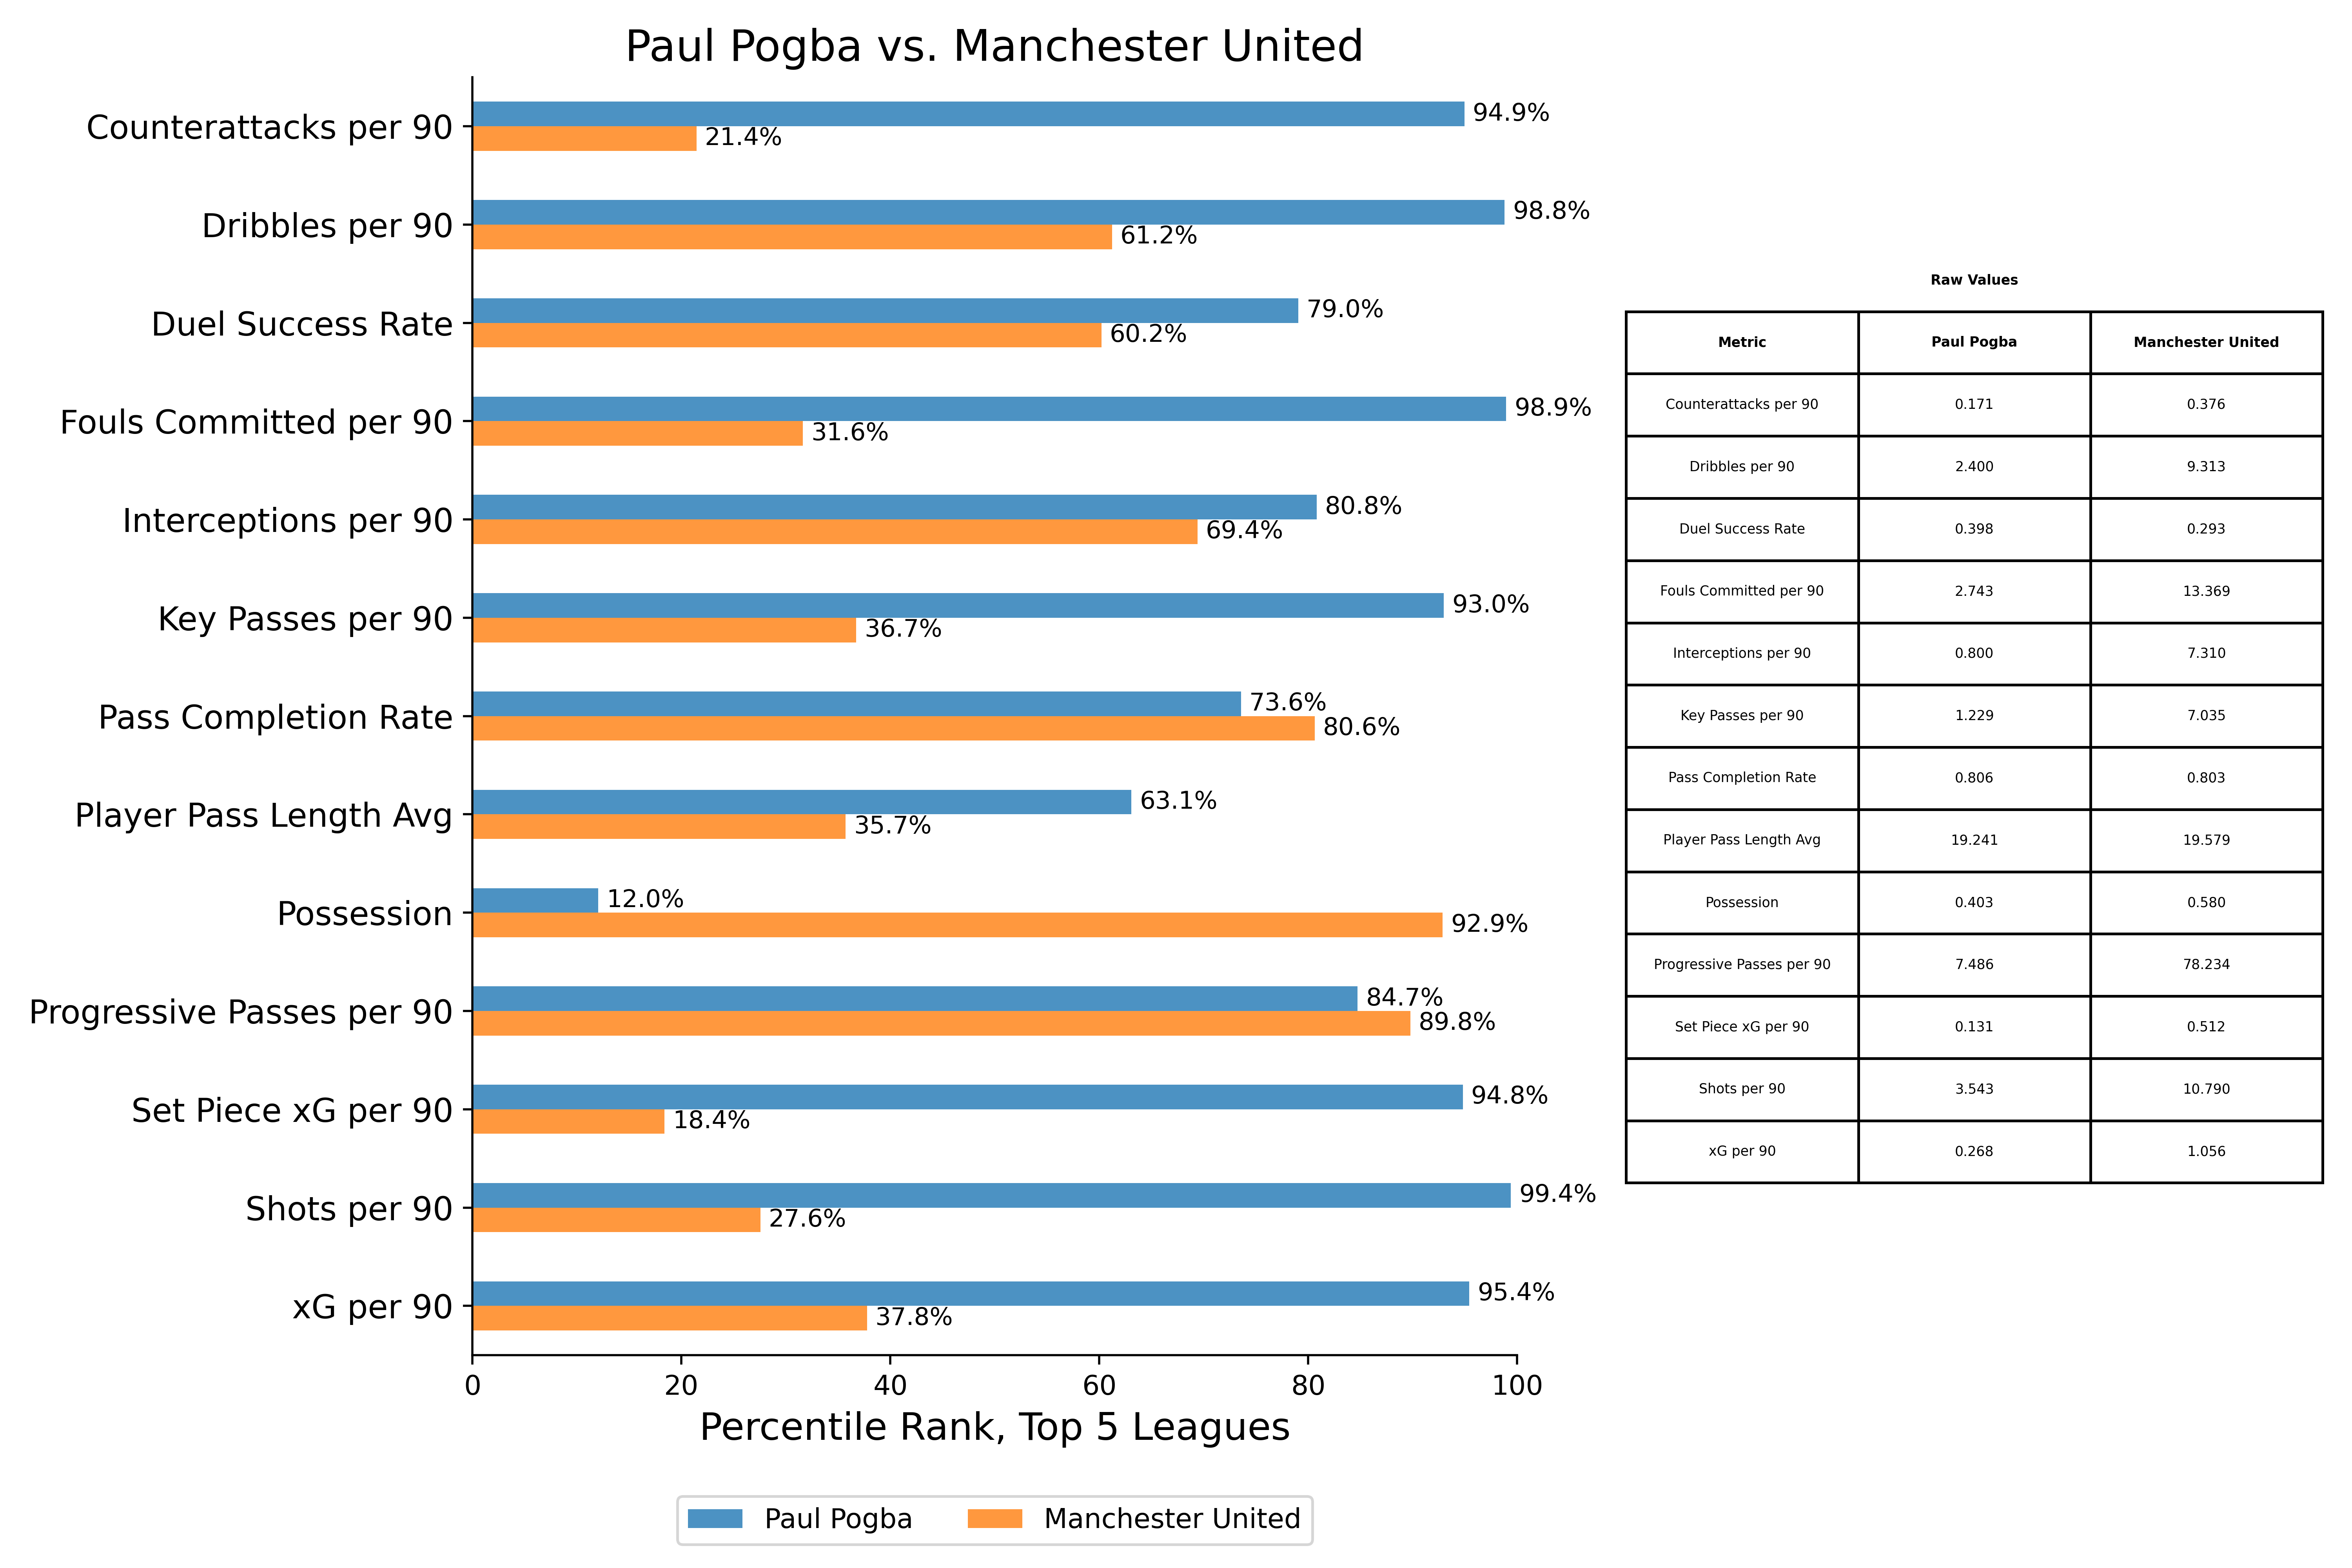 Paul Pogba vs. Manchester United
Counterattacks per 90
94.9%
21.4%
Dribbles per 90
98.8%
61.2%
Duel Success Rate
79.0%
60.2%
Fouls Committed per 90
98.9%
31.6%
Interceptions per 90
80.8%
69.4%
Key Passes per 90
93.0%
36.7%
Pass Completion Rate
73.6%
80.6%
Player Pass Length Avg
63.1%
35.7%
Possession
12.0%
92.9%
Progressive Passes per 90
84.7%
89.8%
Set Piece xG per 90
94.8%
18.4%
Shots per 90
99.4%
27.6%
xG per 90
95.4%
37.8%
0 20 40 60 80 100
Percentile Rank, Top 5 Leagues
Paul Pogba Manchester United
Raw Values
Metric Paul Pogba Manchester United
Counterattacks per 90 0.171 0.376
Dribbles per 90 2.400 9.313
Duel Success Rate 0.398 0.293
Fouls Committed per 90 2.743 13.369
Interceptions per 90 0.800 7.310
Key Passes per 90 1.229 7.035
Pass Completion Rate 0.806 0.803
Player Pass Length Avg 19.241 19.579
Possession 0.403 0.580
Progressive Passes per 90 7.486 78.234
Set Piece xG per 90 0.131 0.512
Shots per 90 3.543 10.790
xG per 90 0.268 1.056